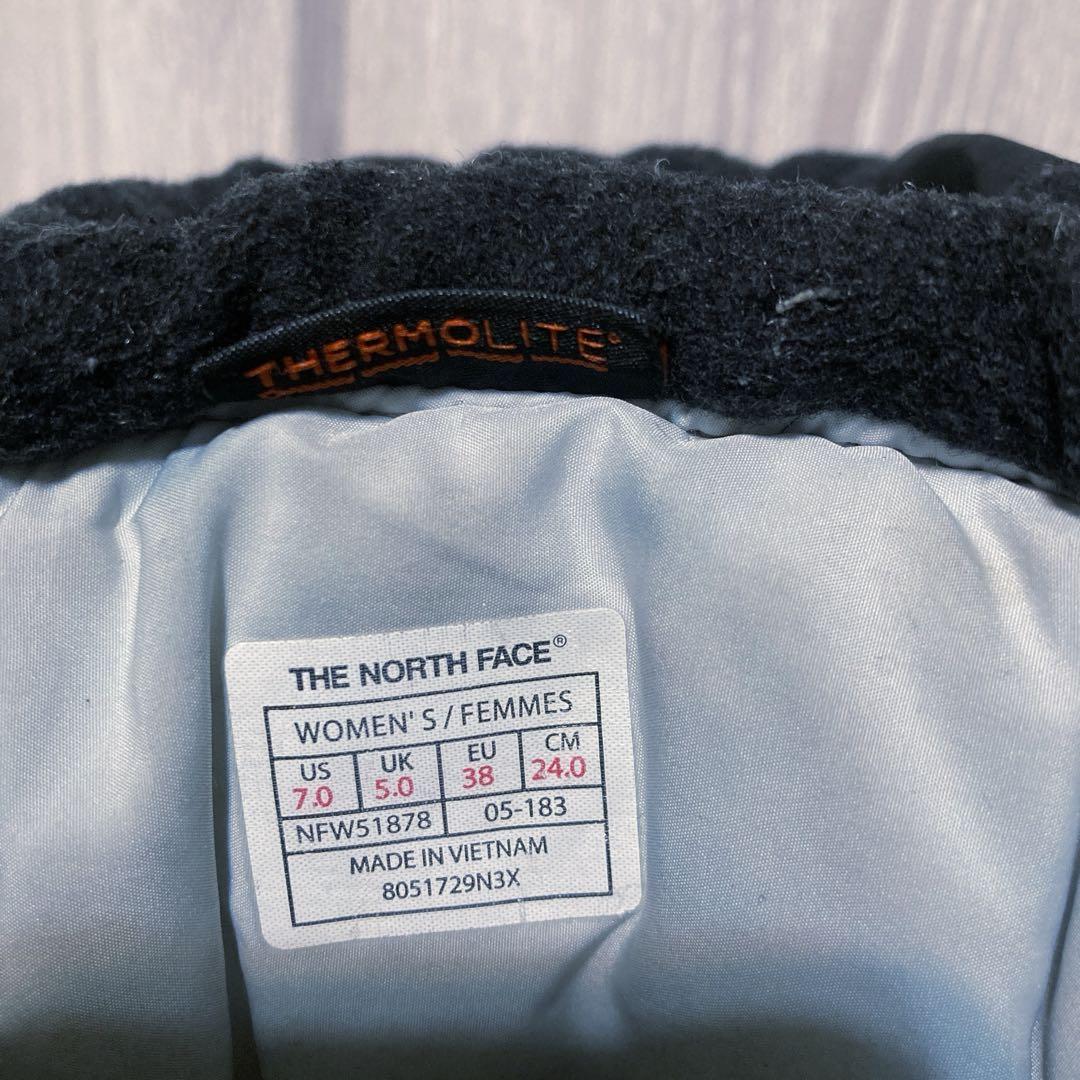 THERMOLITE®
THE NORTH FACE®
WOMEN' S / FEMMES
US UK EU CM
7.0 5.0 38 24.0
NFW51878 05-183
MADE IN VIETNAM
8051729N3X